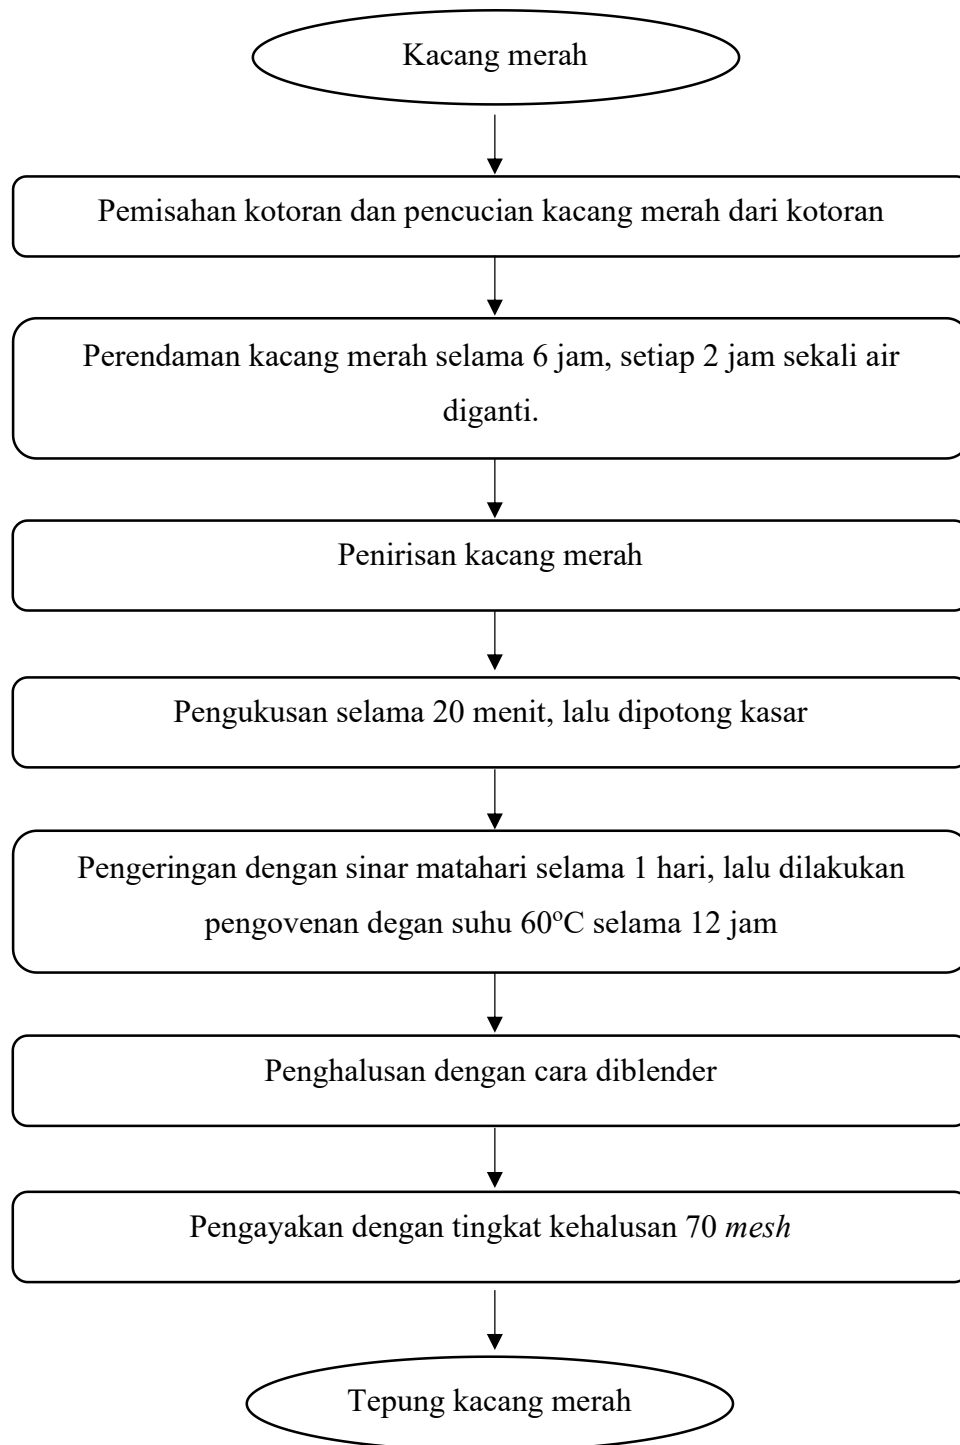 Kacang merah
Pemisahan kotoran dan pencucian kacang merah dari kotoran
Perendaman kacang merah selama 6 jam, setiap 2 jam sekali air
diganti.
Penirisan kacang merah
Pengukusan selama 20 menit, lalu dipotong kasar
Pengeringan dengan sinar matahari selama 1 hari, lalu dilakukan
pengovenan degan suhu 60ºC selama 12 jam
Penghalusan dengan cara diblender
Pengayakan dengan tingkat kehalusan 70 mesh
Tepung kacang merah